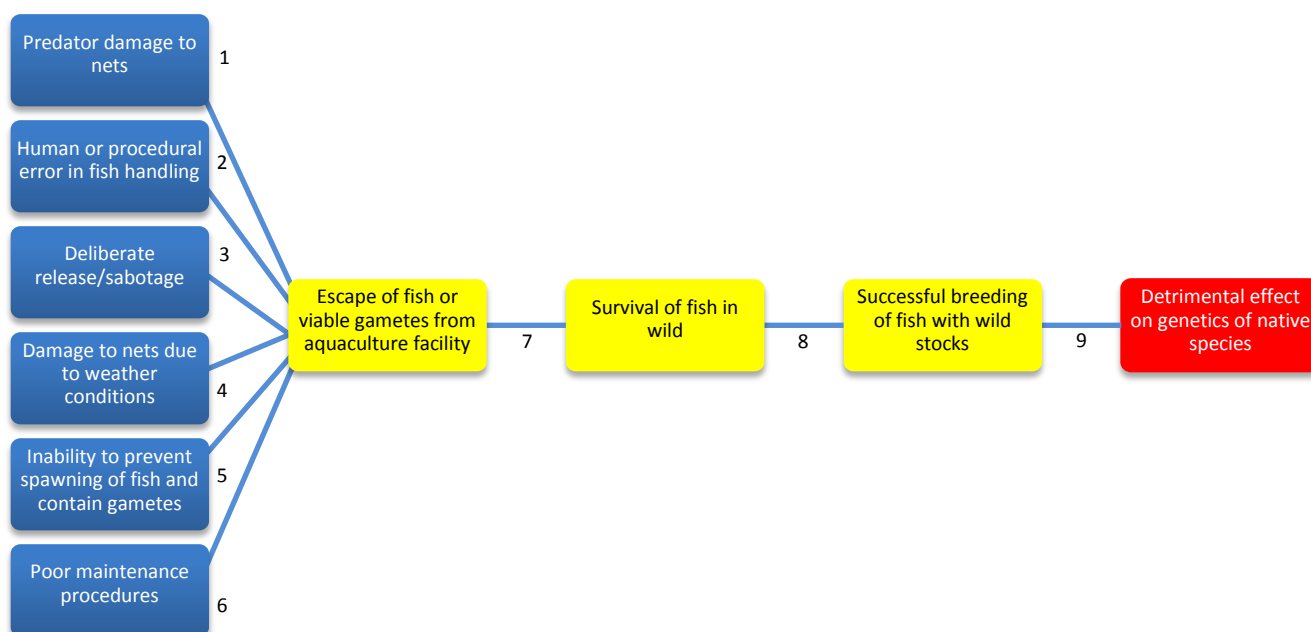 Predator damage to
nets
1
Human or procedural
error in fish handling
2
Deliberate
release/sabotage
3
Damage to nets due
to weather
conditions
4
Inability to prevent
spawning of fish and
contain gametes
5
Poor maintenance
procedures
6
Escape of fish or
viable gametes from
aquaculture facility
7
Survival of fish in
wild
8
Successful breeding
of fish with wild
stocks
9
Detrimental effect
on genetics of native
species